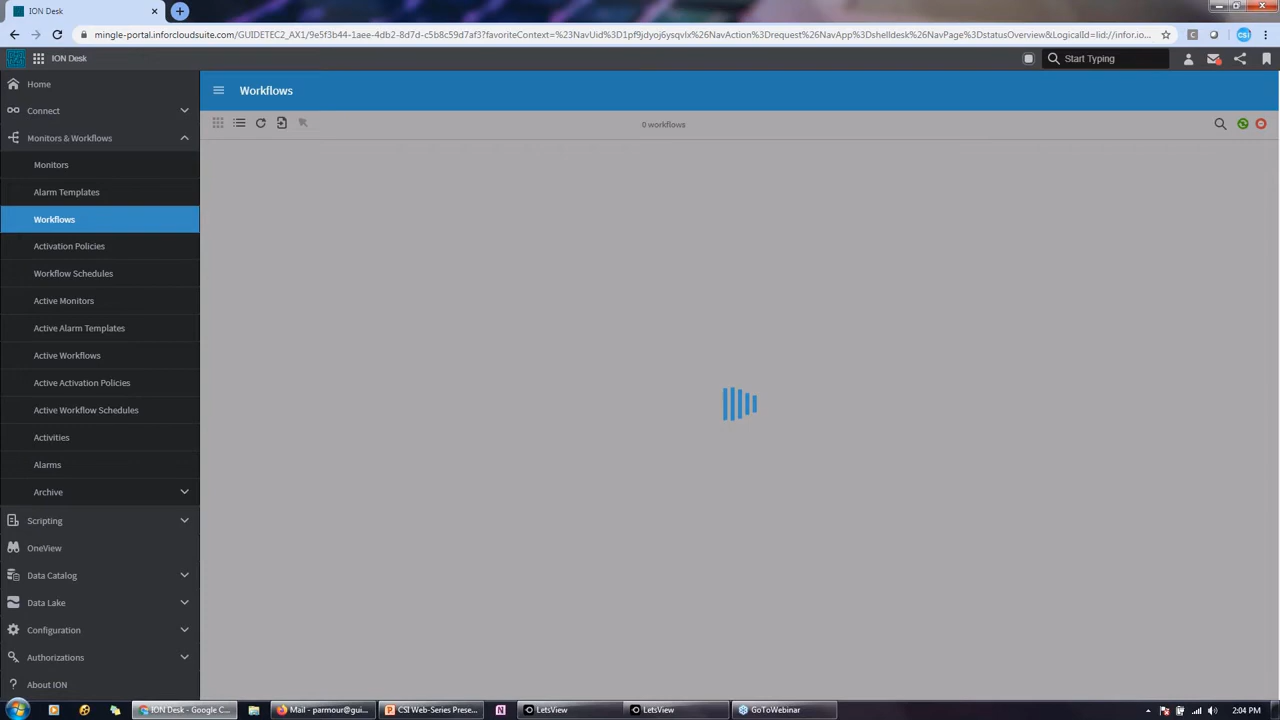 ION Desk
mingle-portal.inforcloudsuite.com/GUIDETEC2_AX1/9e5f3b44-1aee-4db2-8d7d-c5b8c59d7af3?favoriteContext=%23NavUid%3D1pf9jdyoj6ysqvlx%26NavAction%3Drequest%26NavApp%3Dshelldesk%26NavPage%3DstatusOverview&LogicalId=lid://infor.io...
ION Desk
Start Typing
Home
Workflows
Connect
Monitors & Workflows
0 workflows
Monitors
Alarm Templates
Workflows
Activation Policies
Workflow Schedules
Active Monitors
Active Alarm Templates
Active Workflows
Active Activation Policies
Active Workflow Schedules
Activities
Alarms
Archive
Scripting
OneView
Data Catalog
Data Lake
Configuration
Authorizations
About ION
ION Desk - Google C...
Mail - parmour@gui...
CSI Web-Series Prese...
LetsView
LetsView
GoToWebinar
2:04 PM